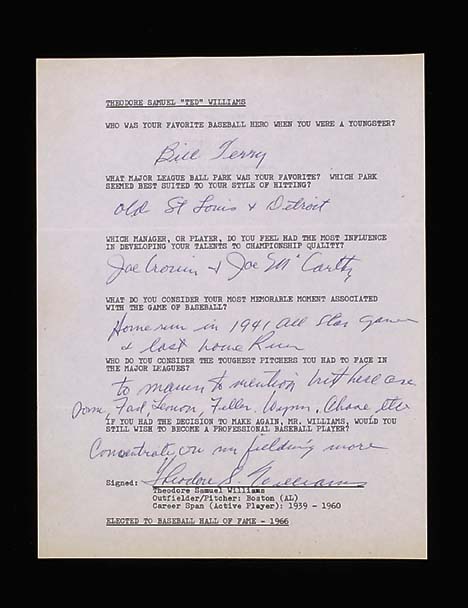 THEODORE SAMUEL "TED" WILLIAMS
WHO WAS YOUR FAVORITE BASEBALL HERO WHEN YOU WERE A YOUNGSTER?
Bill Terry
WHAT MAJOR LEAGUE BALL PARK WAS YOUR FAVORITE? WHICH PARK
SEEMED BEST SUITED TO YOUR STYLE OF HITTING?
Old St Louis & Detroit
WHICH MANAGER, OR PLAYER, DO YOU FEEL HAD THE MOST INFLUENCE
IN DEVELOPING YOUR TALENTS TO CHAMPIONSHIP QUALITY?
Joe Cronin & Joe McCarthy
WHAT DO YOU CONSIDER YOUR MOST MEMORABLE MOMENT ASSOCIATED
WITH THE GAME OF BASEBALL?
Home run in 1941 all star game
& last home Run
WHO DO YOU CONSIDER THE TOUGHEST PITCHERS YOU HAD TO FACE IN
THE MAJOR LEAGUES?
to many to mention but here are
Some, Lemon, Feller, Wynn,
IF YOU HAD THE DECISION TO MAKE AGAIN, MR. WILLIAMS, WOULD YOU
STILL WISH TO BECOME A PROFESSIONAL BASEBALL PLAYER?
Concentrate on my fielding more
Signed: Theodore S. Williams
Theodore Samuel Williams
Outfielder/Pitcher: Boston (AL)
Career Span (Active Player): 1939 - 1960
ELECTED TO BASEBALL HALL OF FAME - 1966